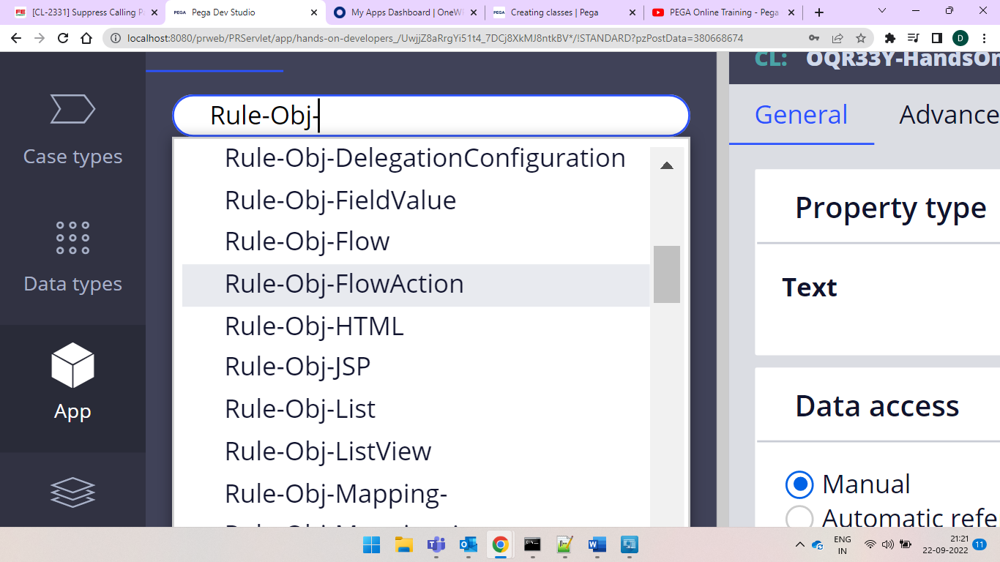 [CL-2331] Suppress Calling P
PEGA Pega Dev Studio
My Apps Dashboard | OneW
PEGA Creating classes | Pega
PEGA Online Training - Pega
localhost:8080/prweb/PRServlet/app/hands-on-developers_/UwjjZ8aRrgYi51t4_7DCj8XkMJ8ntkBV*/!STANDARD?pzPostData=380668674
D
Case types
Data types
App
Rule-Obj-
Rule-Obj-DelegationConfiguration
Rule-Obj-FieldValue
Rule-Obj-Flow
Rule-Obj-FlowAction
Rule-Obj-HTML
Rule-Obj-JSP
Rule-Obj-List
Rule-Obj-ListView
Rule-Obj-Mapping-
CL: OQR33Y-HandsOn
General Advance
Property type
Text
Data access
Manual
Automatic refe
ENG
IN
21:21
22-09-2022
11